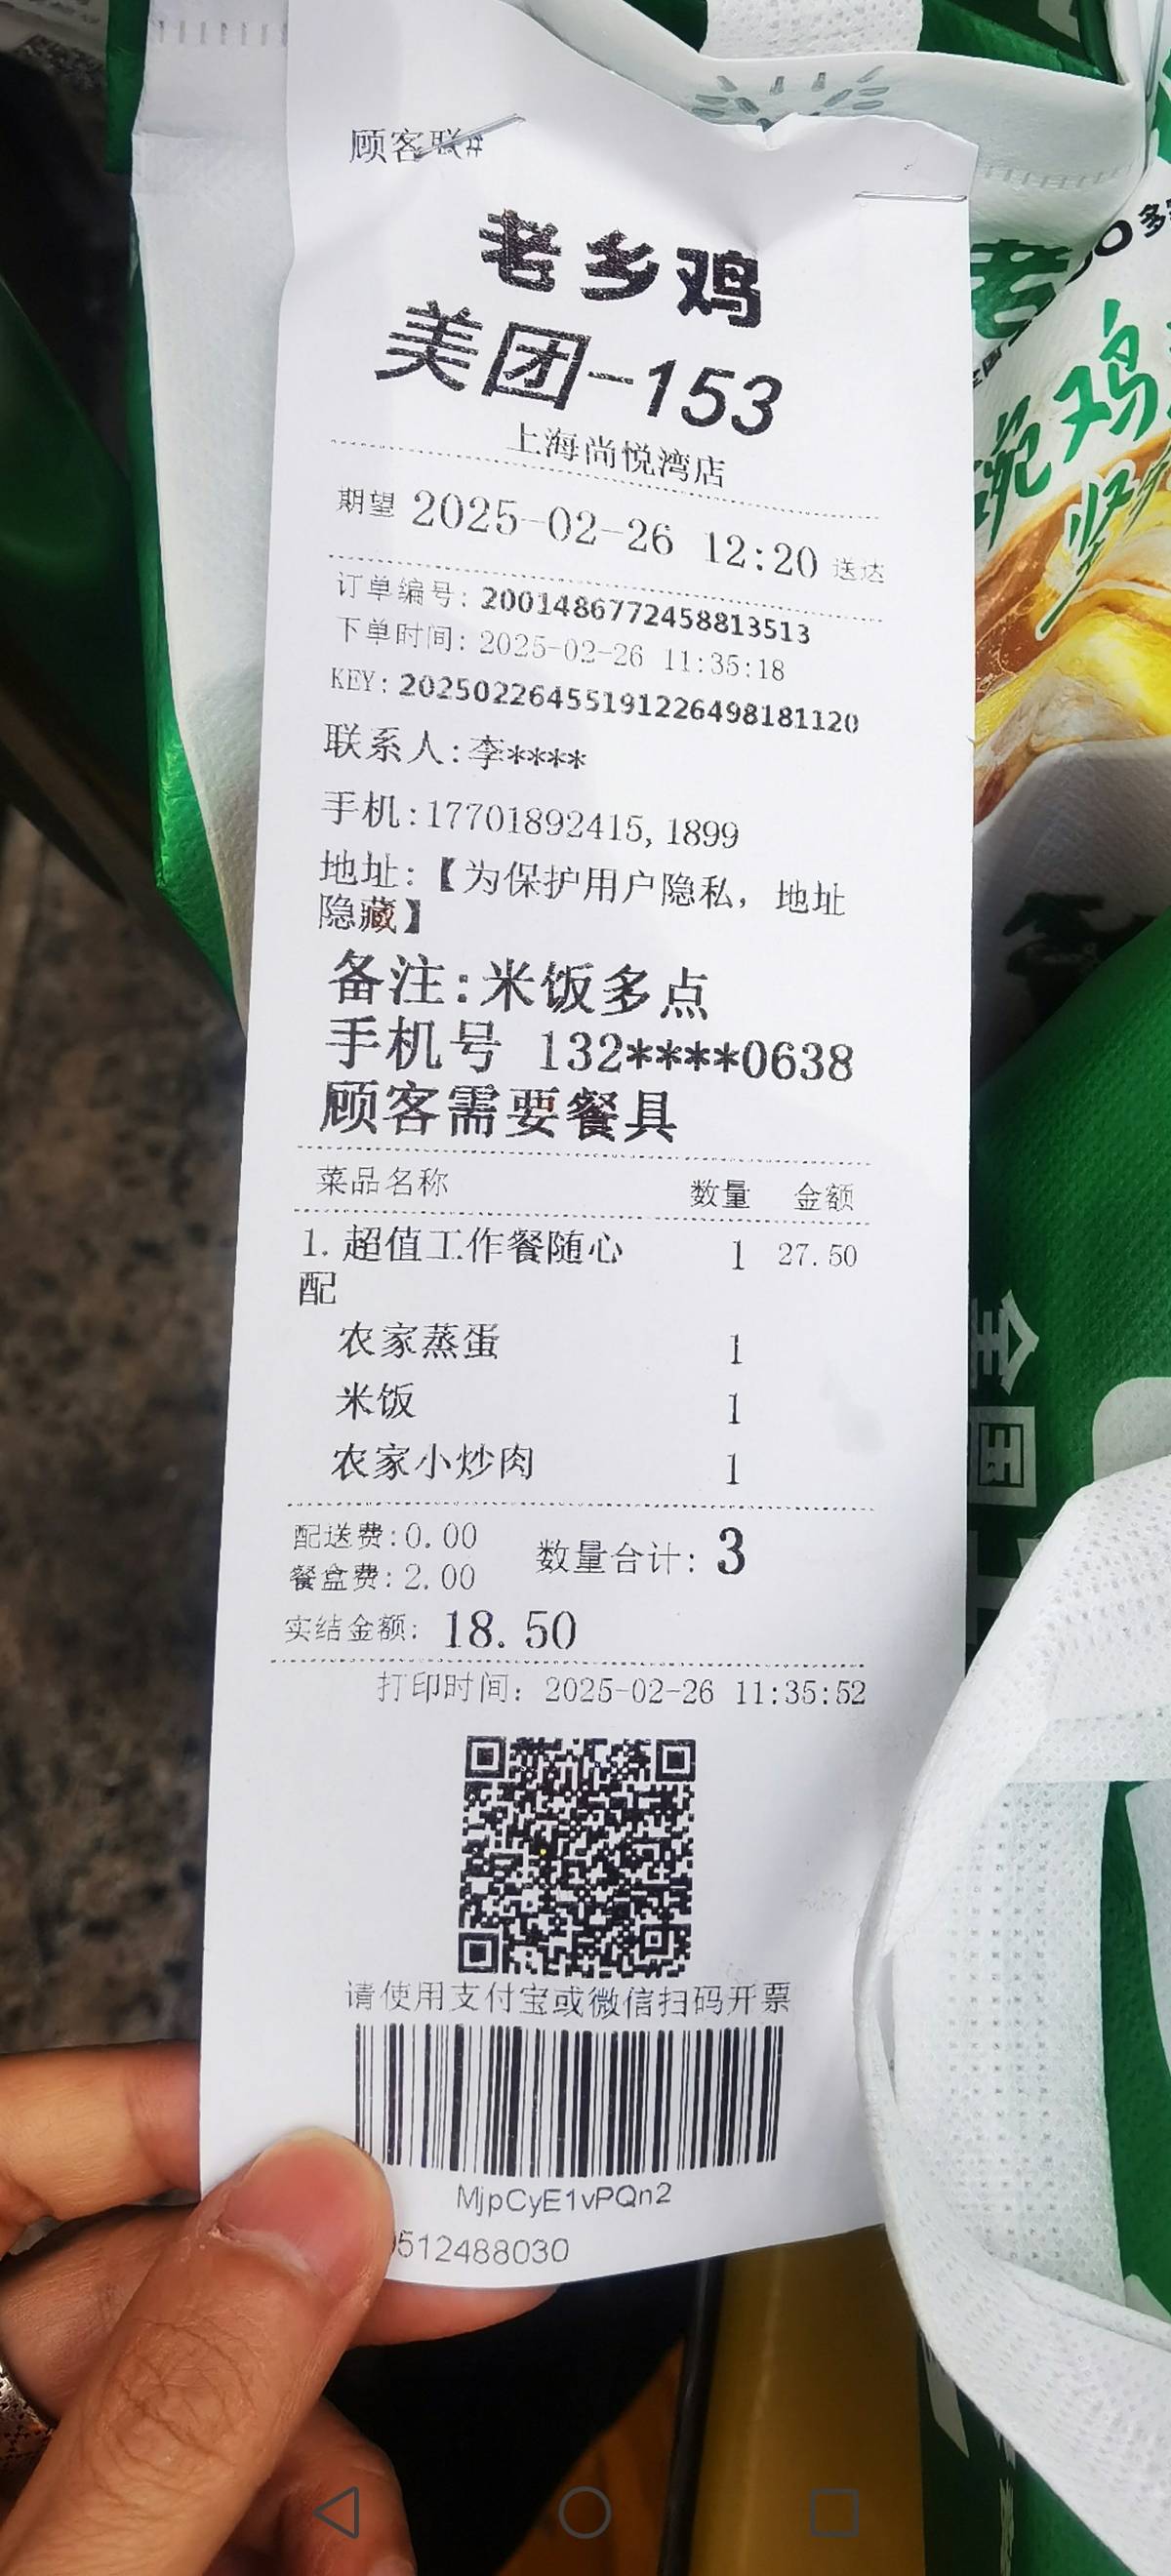 顾客联#
老乡鸡
美团-153
上海尚悦湾店
期望 2025-02-26 12:20 送达
订单编号: 2001486772458813513
下单时间: 2025-02-26 11:35:18
KEY: 2025022645519122649818​1120
联系人:李****
手机:17701892415, 1899
地址:【为保护用户隐私，地址
隐藏】
备注:米饭多点
手机号 132****0638
顾客需要餐具
菜品名称 数量 金额
1. 超值工作餐随心 1 27.50
配
农家蒸蛋 1
米饭 1
农家小炒肉 1
配送费:0.00
餐盒费:2.00
数量合计: 3
实结金额: 18.50
打印时间: 2025-02-26 11:35:52
请使用支付宝或微信扫码开票
MjpCyE1vPQn2
512488030
多
老
鸡
全国